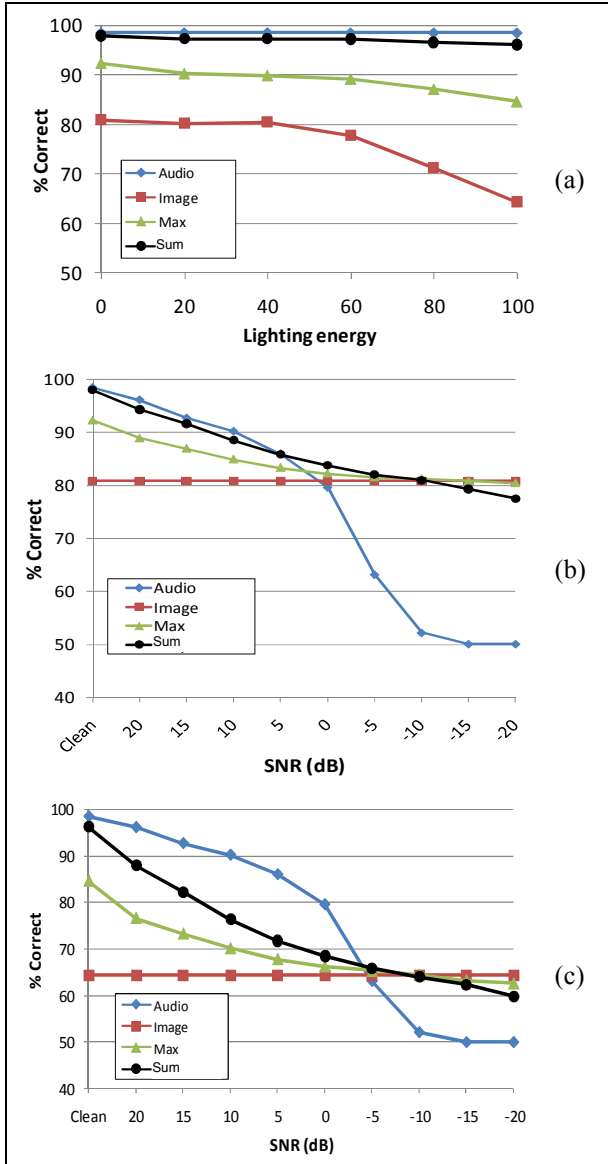 100
90
80
70
60
50
% Correct
Audio
Image
Max
Sum
0 20 40 60 80 100
Lighting energy
(a)
100
90
80
70
60
50
40
% Correct
Audio
Image
Max
Sum
Clean 20 15 10 5 0 -5 -10 -15 -20
SNR (dB)
(b)
100
90
80
70
60
50
40
% Correct
Audio
Image
Max
Sum
Clean 20 15 10 5 0 -5 -10 -15 -20
SNR (dB)
(c)